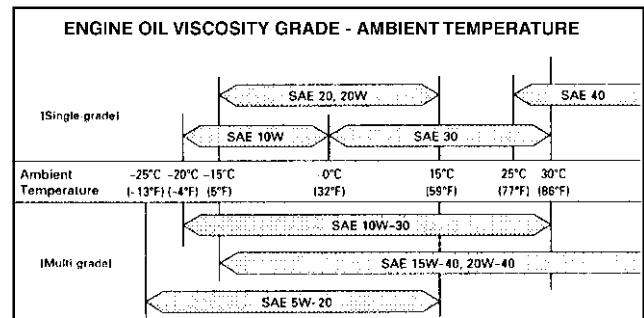 ENGINE OIL VISCOSITY GRADE - AMBIENT TEMPERATURE
SAE 20, 20W
SAE 40
[Single-grade]
SAE 10W
SAE 30
Ambient -25°C -20°C -15°C -0°C 15°C 25°C 30°C
Temperature (-13°F) (-4°F) (5°F) (32°F) (59°F) (77°F) (86°F)
SAE 10W-30
[Multi grade]
SAE 15W-40, 20W-40
SAE 5W-20